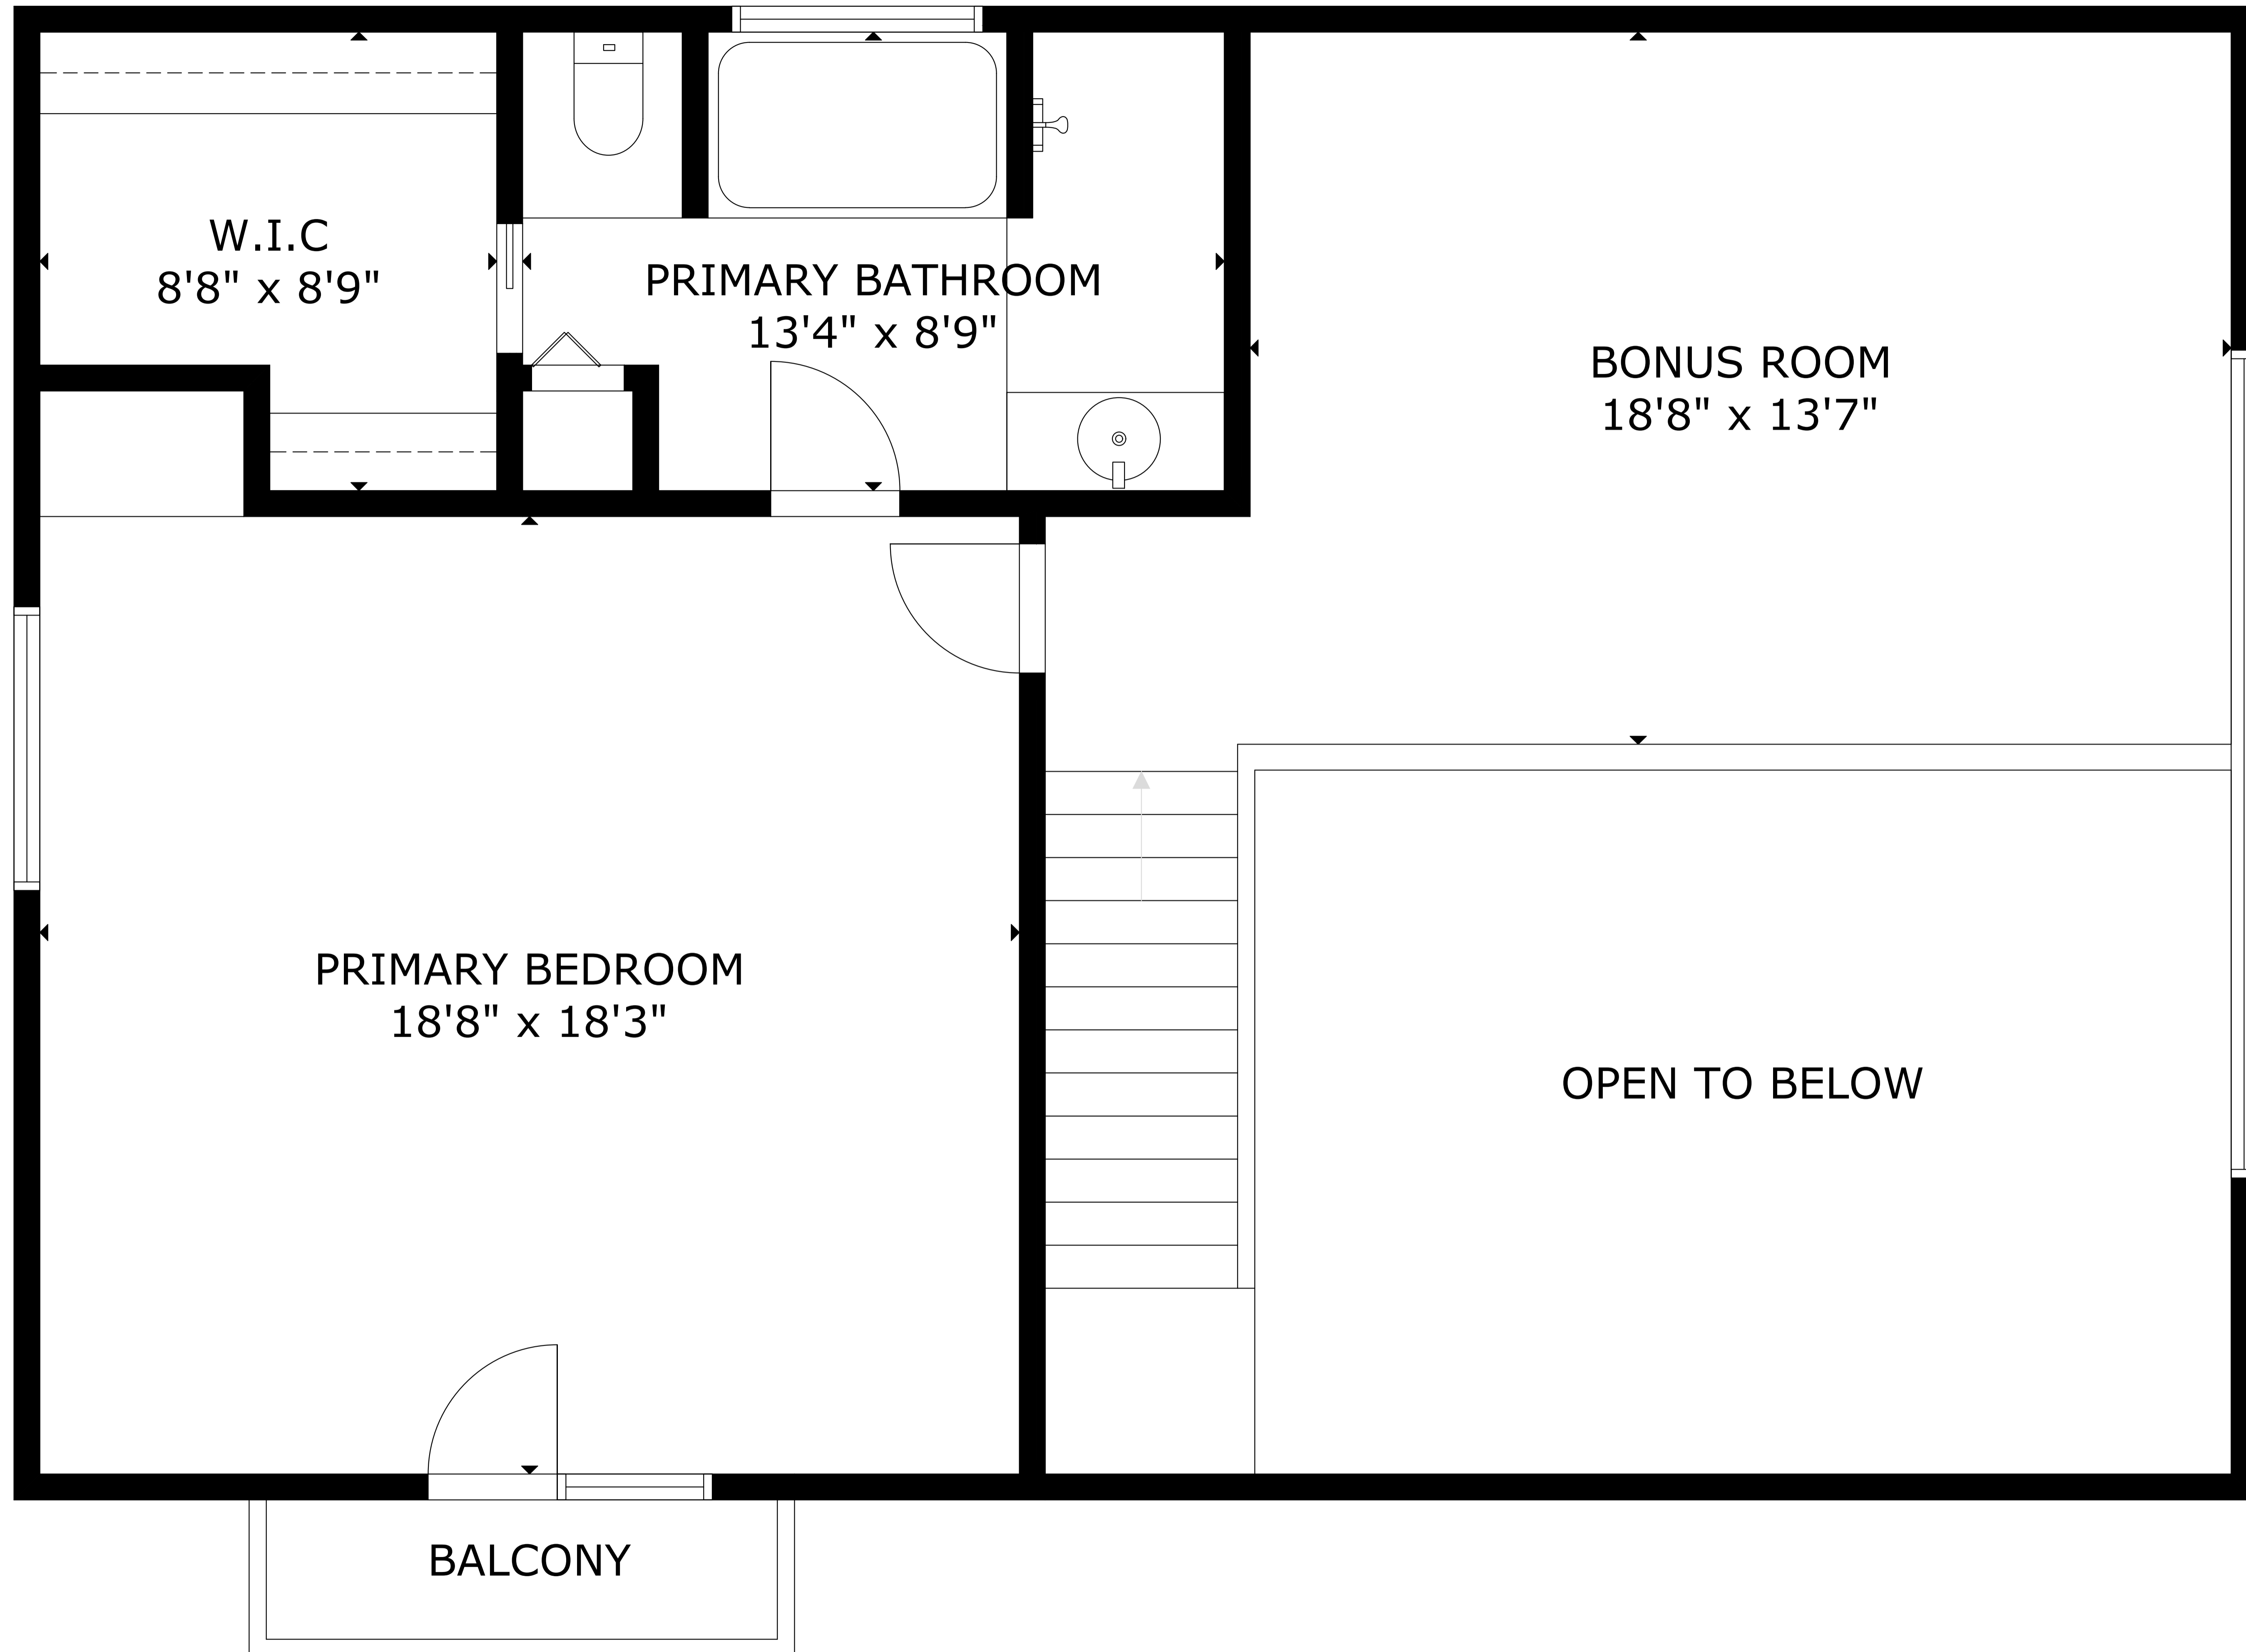 W.I.C
8'8" x 8'9"
PRIMARY BATHROOM
13'4" x 8'9"
BONUS ROOM
18'8" x 13'7"
PRIMARY BEDROOM
18'8" x 18'3"
OPEN TO BELOW
BALCONY